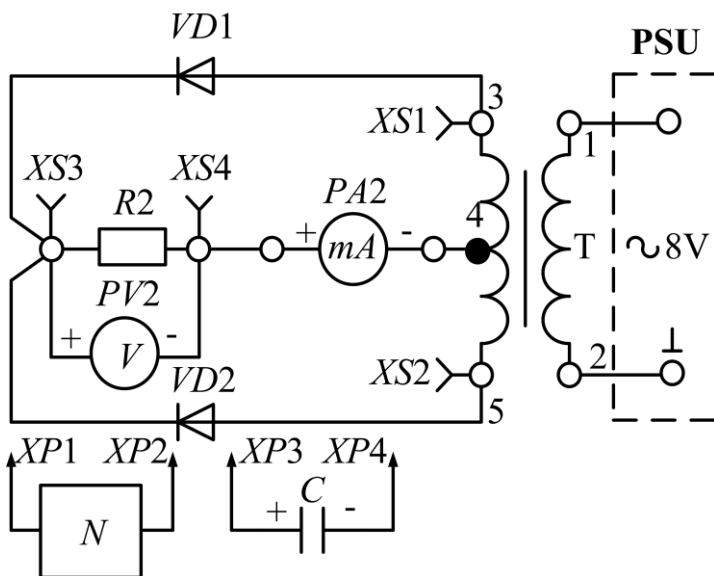 VD1
PSU
3
XS1
1
XS3
XS4
R2
PA2
4
+
-
mA
T
~8V
PV2
+
-
V
VD2
XS2
2
⊥
5
XP1
XP2
XP3
XP4
N
+
C
-